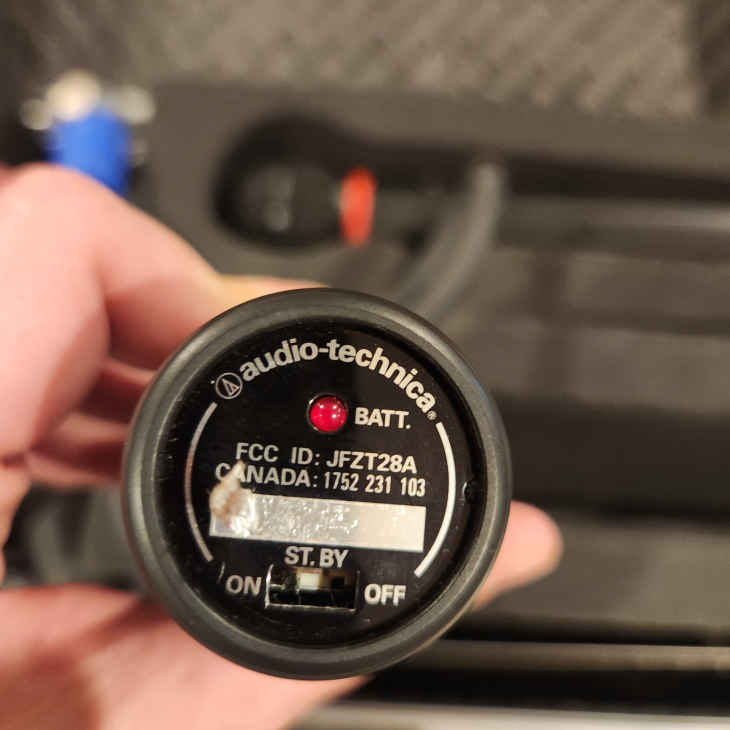 audio-technica®
BATT.
FCC ID: JFZT28A
CANADA: 1752 231 103
ST.BY
ON OFF